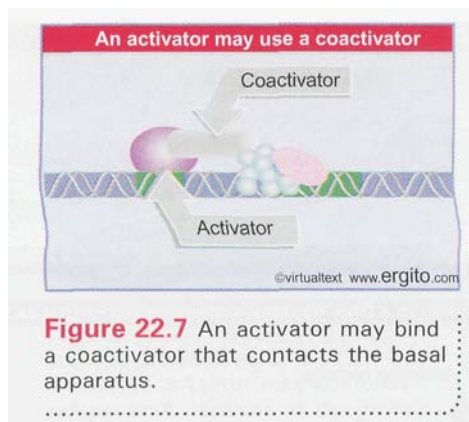 An activator may use a coactivator
Coactivator
Activator
©virtualtext www.ergito.com
Figure 22.7 An activator may bind
a coactivator that contacts the basal
apparatus.